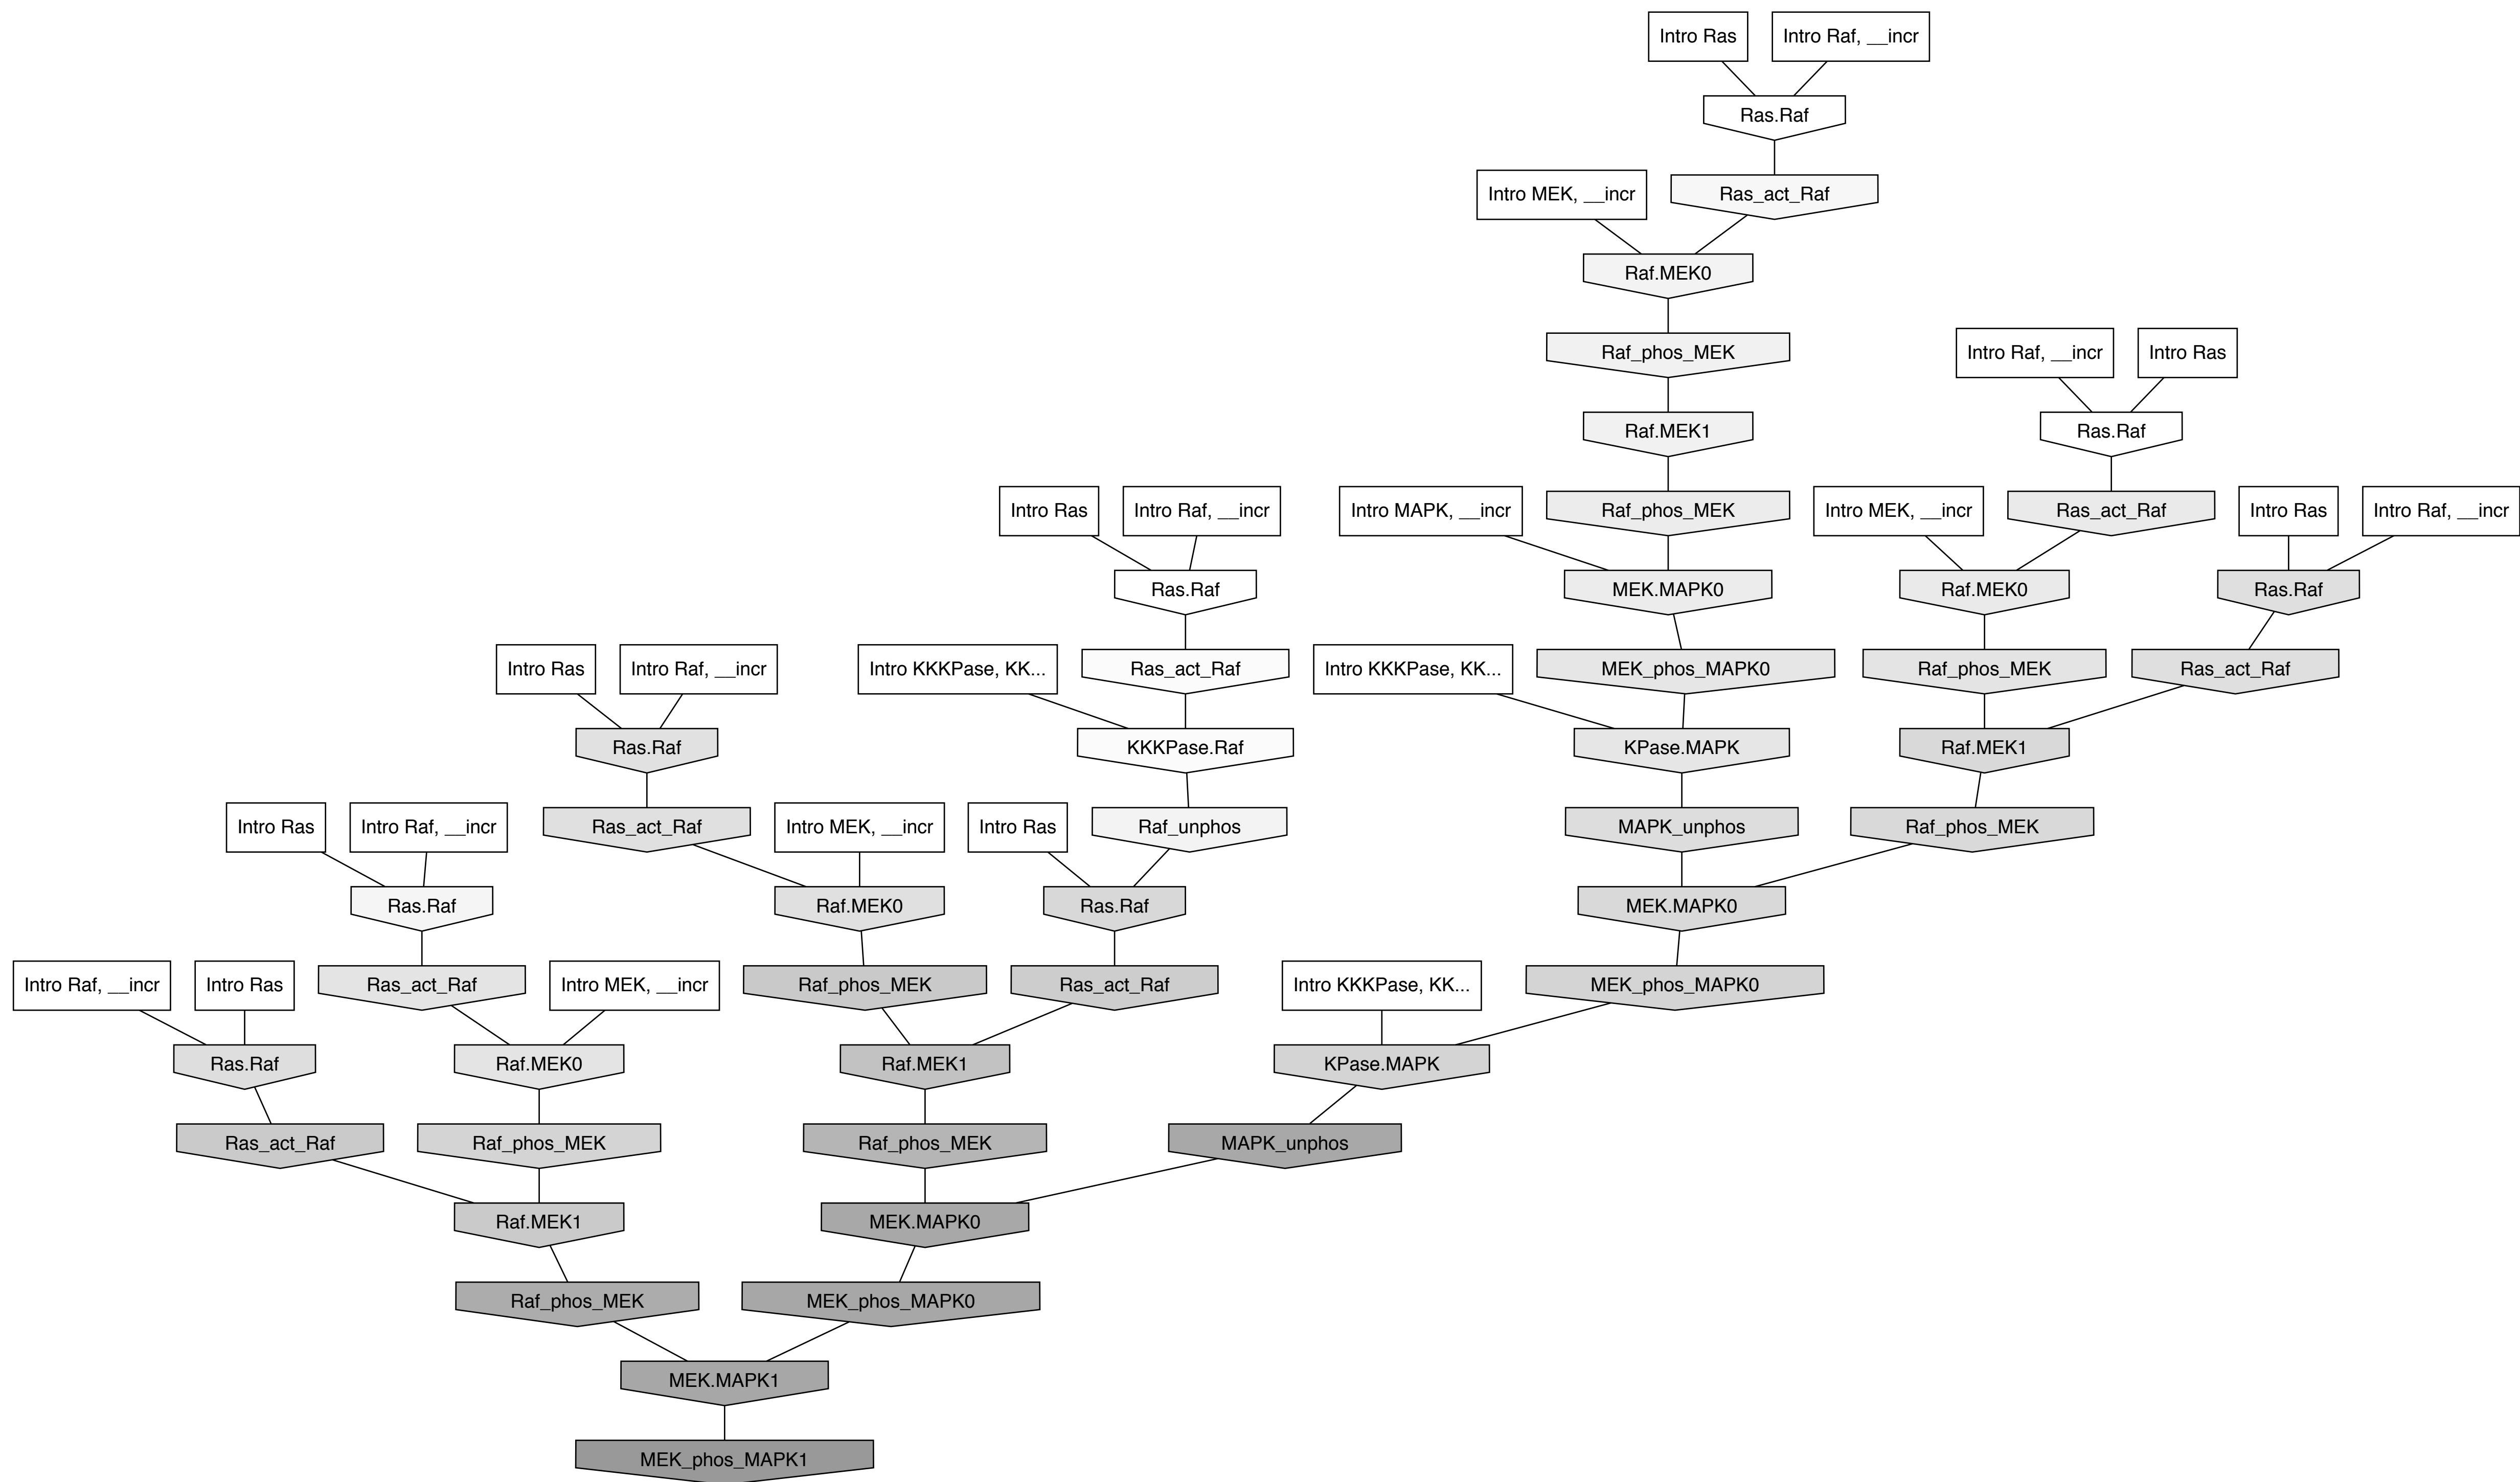 Intro Ras
Intro Raf, __incr
Ras.Raf
Intro MEK, __incr
Ras_act_Raf
Raf.MEK0
Raf_phos_MEK
Intro Raf, __incr
Intro Ras
Raf.MEK1
Ras.Raf
Intro Ras
Intro Raf, __incr
Intro MAPK, __incr
Raf_phos_MEK
Intro MEK, __incr
Ras_act_Raf
Intro Ras
Intro Raf, __incr
Ras.Raf
MEK.MAPK0
Raf.MEK0
Ras.Raf
Intro Ras
Intro Raf, __incr
Intro KKKPase, KK...
Ras_act_Raf
Intro KKKPase, KK...
MEK_phos_MAPK0
Raf_phos_MEK
Ras_act_Raf
Ras.Raf
KKKPase.Raf
KPase.MAPK
Raf.MEK1
Intro Ras
Intro Raf, __incr
Ras_act_Raf
Intro MEK, __incr
Intro Ras
Raf_unphos
MAPK_unphos
Raf_phos_MEK
Ras.Raf
Raf.MEK0
Ras.Raf
MEK.MAPK0
Intro Raf, __incr
Intro Ras
Ras_act_Raf
Intro MEK, __incr
Raf_phos_MEK
Ras_act_Raf
Intro KKKPase, KK...
MEK_phos_MAPK0
Ras.Raf
Raf.MEK0
Raf.MEK1
KPase.MAPK
Ras_act_Raf
Raf_phos_MEK
Raf_phos_MEK
MAPK_unphos
Raf.MEK1
MEK.MAPK0
Raf_phos_MEK
MEK_phos_MAPK0
MEK.MAPK1
MEK_phos_MAPK1